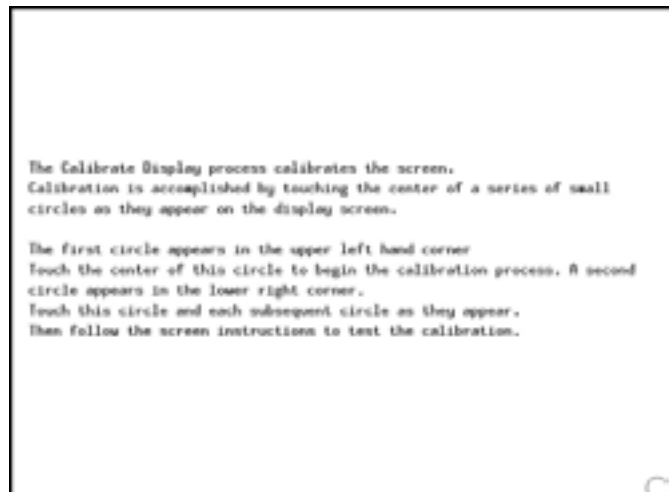 The Calibrate Display process calibrates the screen.
Calibration is accomplished by touching the center of a series of small
circles as they appear on the display screen.
The first circle appears in the upper left hand corner
Touch the center of this circle to begin the calibration process. A second
circle appears in the lower right corner.
Touch this circle and each subsequent circle as they appear.
Then follow the screen instructions to test the calibration.